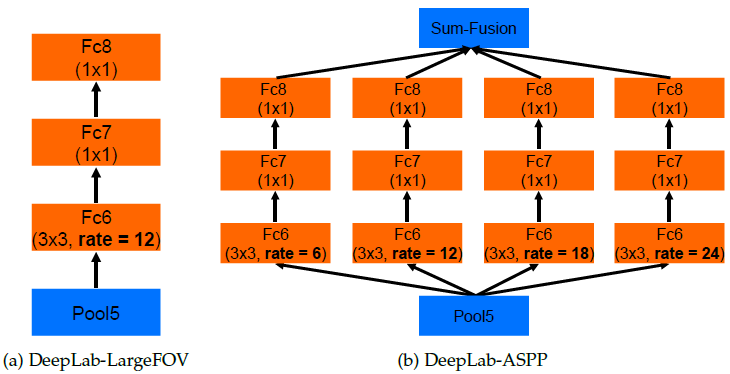 Fc8
(1x1)
Fc7
(1x1)
Fc6
(3x3, rate = 12)
Pool5
(a) DeepLab-LargeFOV
Sum-Fusion
Fc8
(1x1)
Fc8
(1x1)
Fc8
(1x1)
Fc8
(1x1)
Fc7
(1x1)
Fc7
(1x1)
Fc7
(1x1)
Fc7
(1x1)
Fc6
(3x3, rate = 6)
Fc6
(3x3, rate = 12)
Fc6
(3x3, rate = 18)
Fc6
(3x3, rate = 24)
Pool5
(b) DeepLab-ASPP